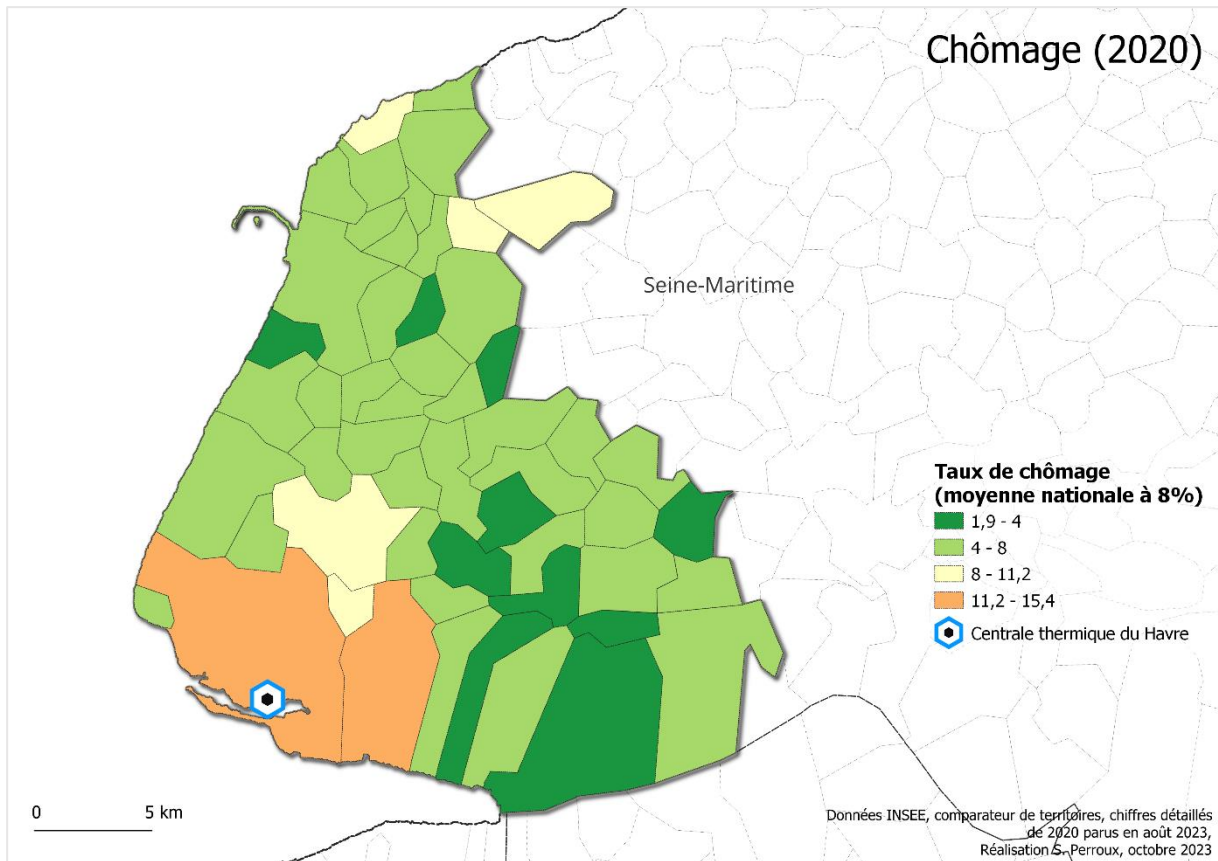 Chômage (2020)
Seine-Maritime
Taux de chômage
(moyenne nationale à 8%)
1,9 - 4
4 - 8
8 - 11,2
11,2 - 15,4
Centrale thermique du Havre
0 5 km
Données INSEE, comparateur de territoires, chiffres détaillés
de 2020 parus en août 2023,
Réalisation S. Perroux, octobre 2023